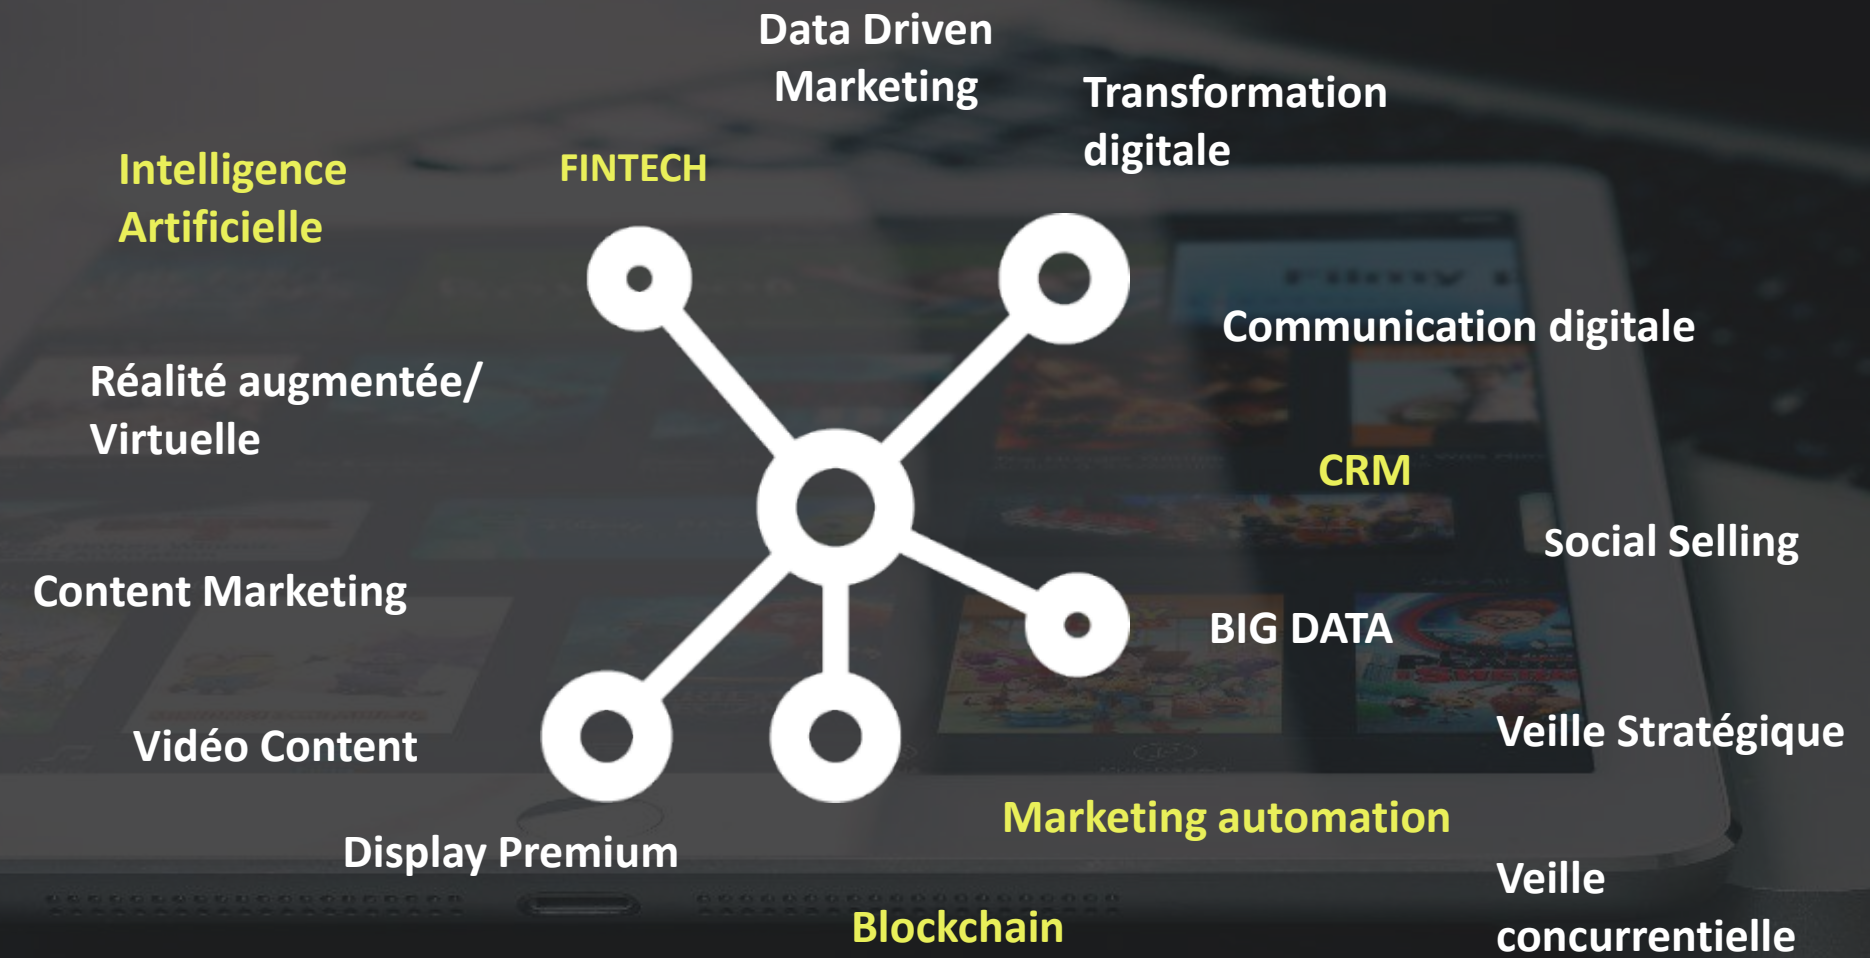 Data Driven
Marketing
Transformation
digitale
Intelligence
Artificielle
FINTECH
Communication digitale
Réalité augmentée/
Virtuelle
CRM
Social Selling
Content Marketing
BIG DATA
Veille Stratégique
Vidéo Content
Marketing automation
Display Premium
Veille
concurrentielle
Blockchain